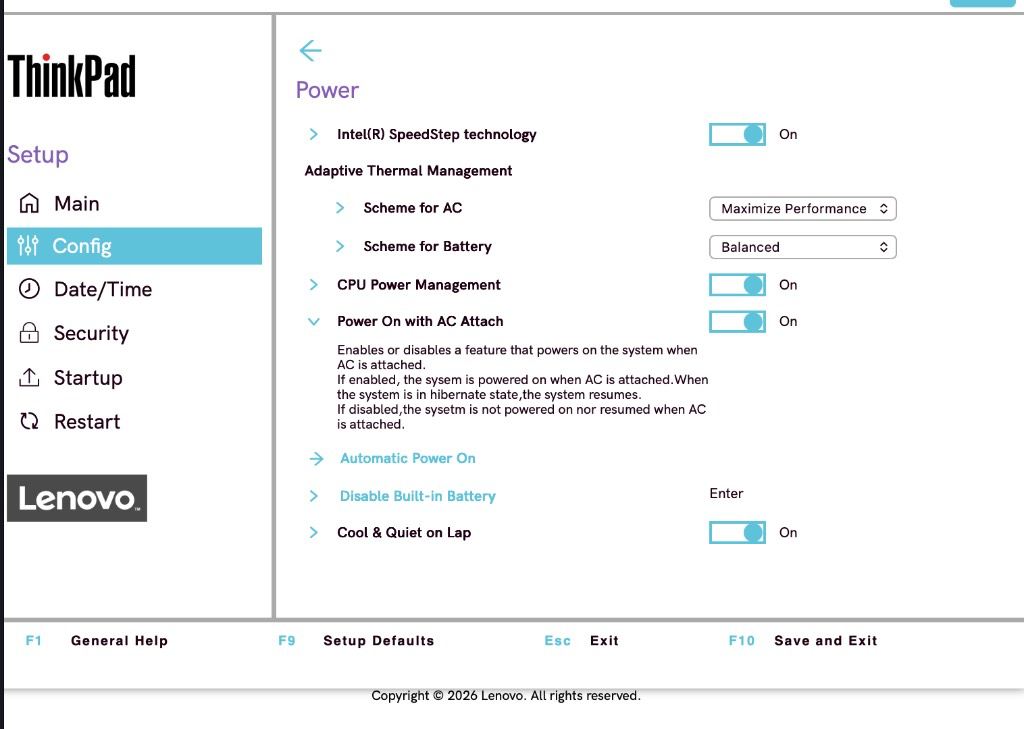 ThinkPad
Setup
Main
Config
Date/Time
Security
Startup
Restart
Lenovo™
Power
Intel(R) SpeedStep technology On
Adaptive Thermal Management
Scheme for AC Maximize Performance
Scheme for Battery Balanced
CPU Power Management On
Power On with AC Attach On
Enables or disables a feature that powers on the system when
AC is attached.
If enabled, the sysem is powered on when AC is attached.When
the system is in hibernate state,the system resumes.
If disabled,the sysetm is not powered on nor resumed when AC
is attached.
Automatic Power On
Disable Built-in Battery Enter
Cool & Quiet on Lap On
F1 General Help F9 Setup Defaults Esc Exit F10 Save and Exit
Copyright © 2026 Lenovo. All rights reserved.